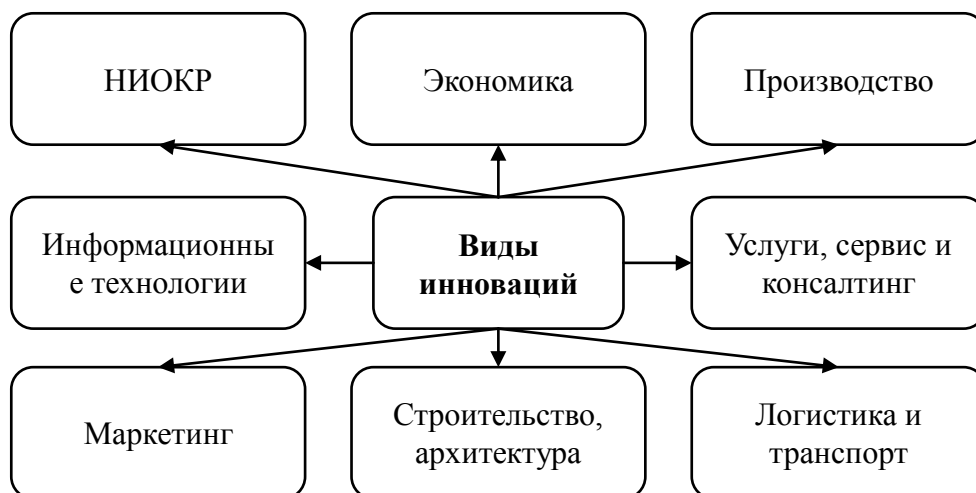 НИОКР
Экономика
Производство
Информационны
е технологии
Виды
инноваций
Услуги, сервис и
консалтинг
Маркетинг
Строительство,
архитектура
Логистика и
транспорт